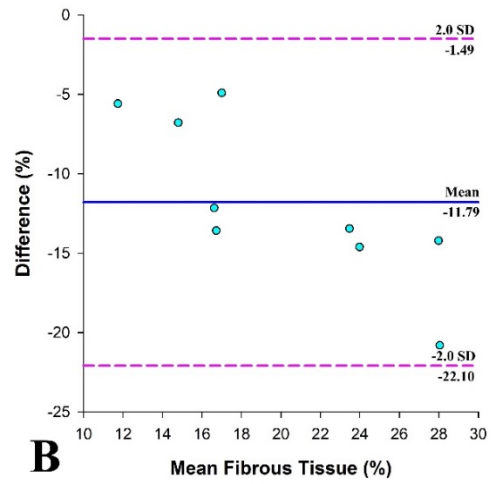 0
2.0 SD
-1.49
-5
-10
Mean
-11.79
-15
-20
-2.0 SD
-22.10
-25
Difference (%)
10 12 14 16 18 20 22 24 26 28 30
B
Mean Fibrous Tissue (%)